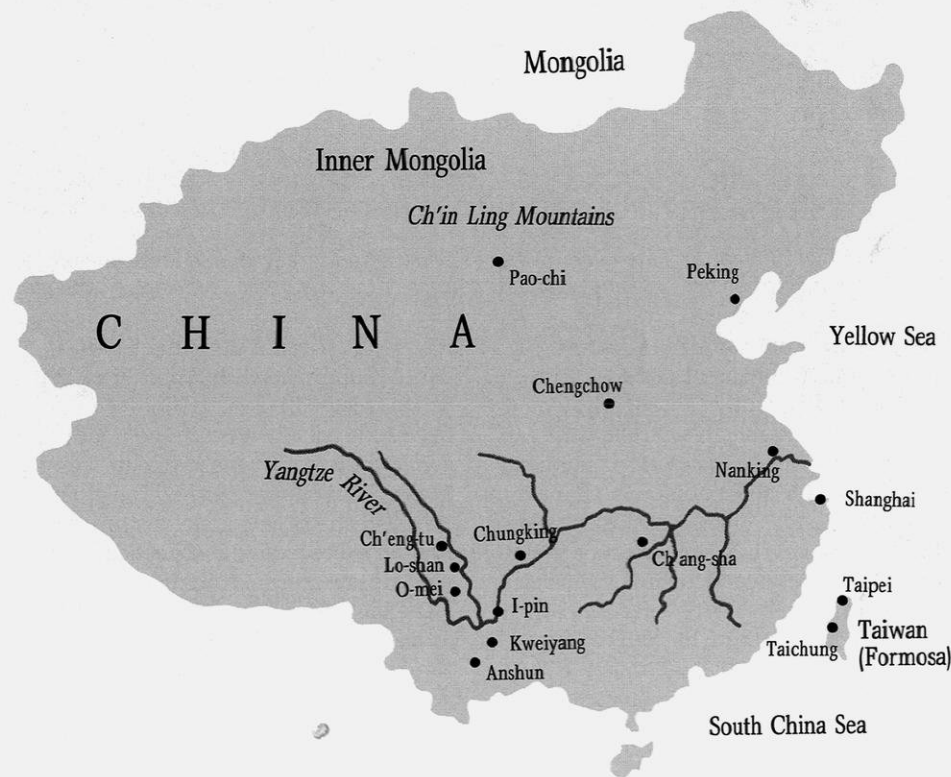 Mongolia
Inner Mongolia
Ch'in Ling Mountains
Pao-chi
Peking
CHINA
Yellow Sea
Chengchow
Yangtze River
Nanking
Shanghai
Ch'eng-tu
Chungking
Ch'ang-sha
Lo-shan
O-mei
I-pin
Taipei
Kweiyang
Taichung
Taiwan
(Formosa)
Anshun
South China Sea